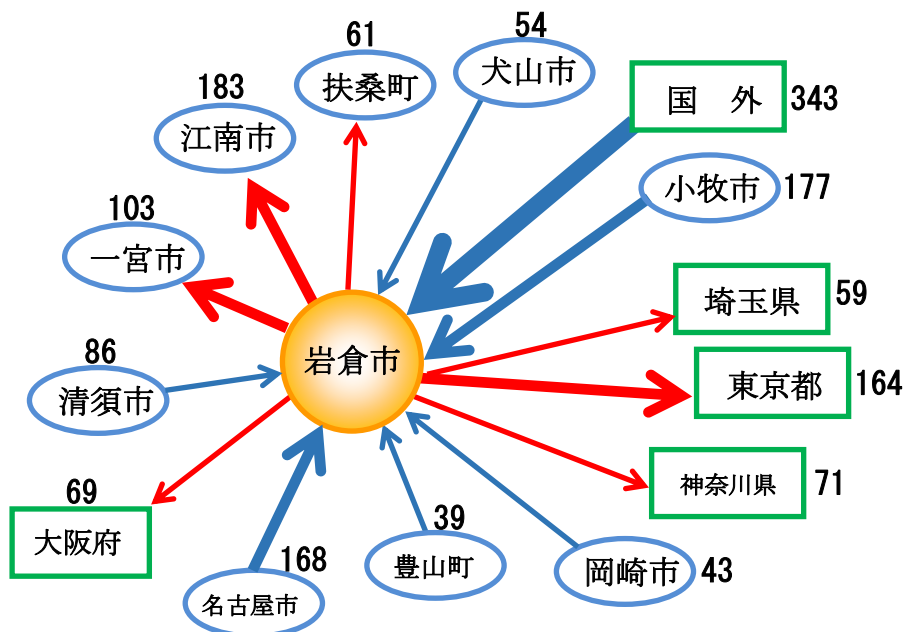 54
犬山市
61
扶桑町
183
江南市
国　外
343
小牧市
177
103
一宮市
埼玉県
59
岩倉市
86
清須市
東京都
164
神奈川県
71
69
大阪府
168
名古屋市
39
豊山町
岡崎市
43